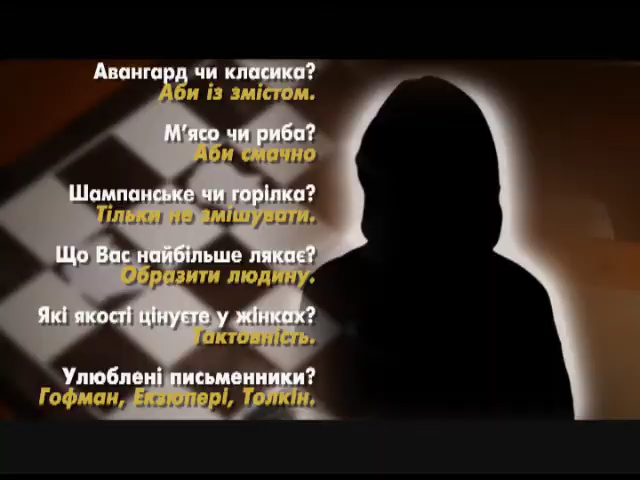 Авангард чи класика?
Аби із змістом.
М'ясо чи риба?
Аби смачно
Шампанське чи горілка?
Тільки не змішувати.
Що Вас найбільше лякає?
Образити людину.
Які якості цінуєте у жінках?
Тактовність.
Улюблені письменники?
Гофман, Екзюпері, Толкін.